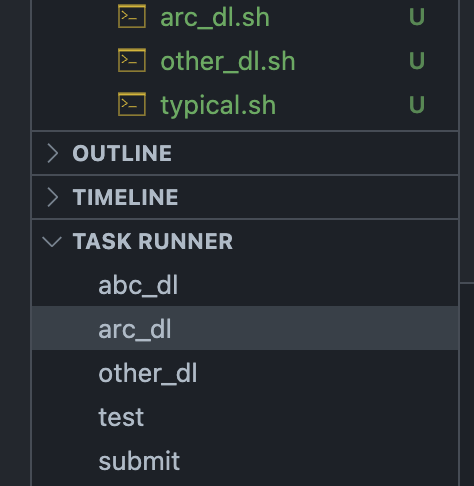 arc_dl.sh U
other_dl.sh U
typical.sh U
OUTLINE
TIMELINE
TASK RUNNER
abc_dl
arc_dl
other_dl
test
submit